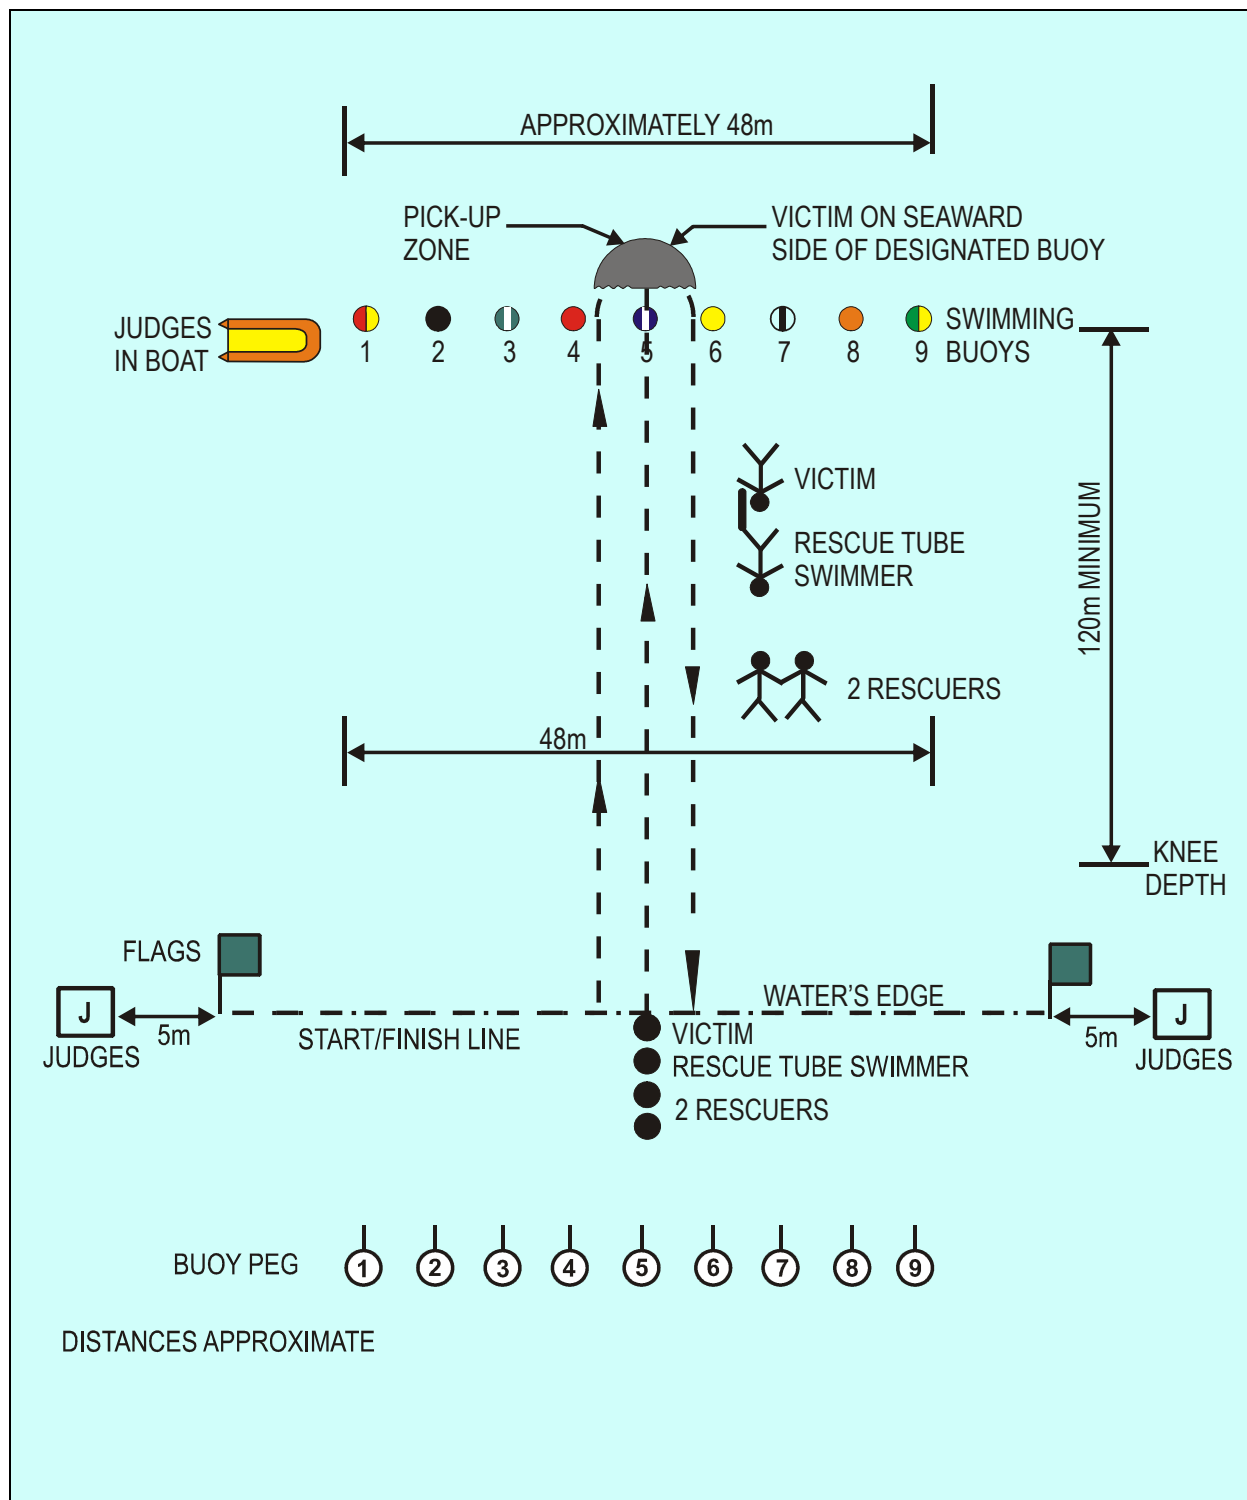 APPROXIMATELY 48m
PICK-UP
ZONE
VICTIM ON SEAWARD
SIDE OF DESIGNATED BUOY
JUDGES
IN BOAT
SWIMMING
BUOYS
1 2 3 4 5 6 7 8 9
VICTIM
RESCUE TUBE
SWIMMER
120m MINIMUM
2 RESCUERS
48m
KNEE
DEPTH
FLAGS
J
5m
JUDGES
START/FINISH LINE
WATER'S EDGE
J
5m
JUDGES
VICTIM
RESCUE TUBE SWIMMER
2 RESCUERS
BUOY PEG
1 2 3 4 5 6 7 8 9
DISTANCES APPROXIMATE